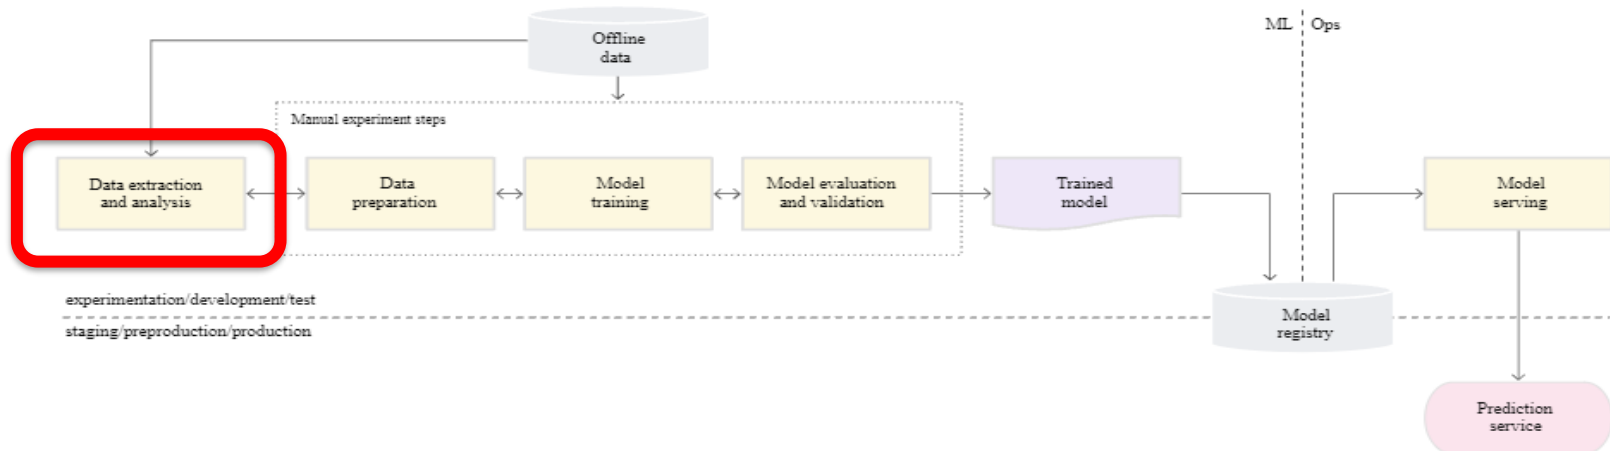 Offline
data
ML
Ops
Manual experiment steps
Data extraction
and analysis
Data
preparation
Model
training
Model evaluation
and validation
Trained
model
Model
serving
experimentation/development/test
staging/preproduction/production
Model
registry
Prediction
service